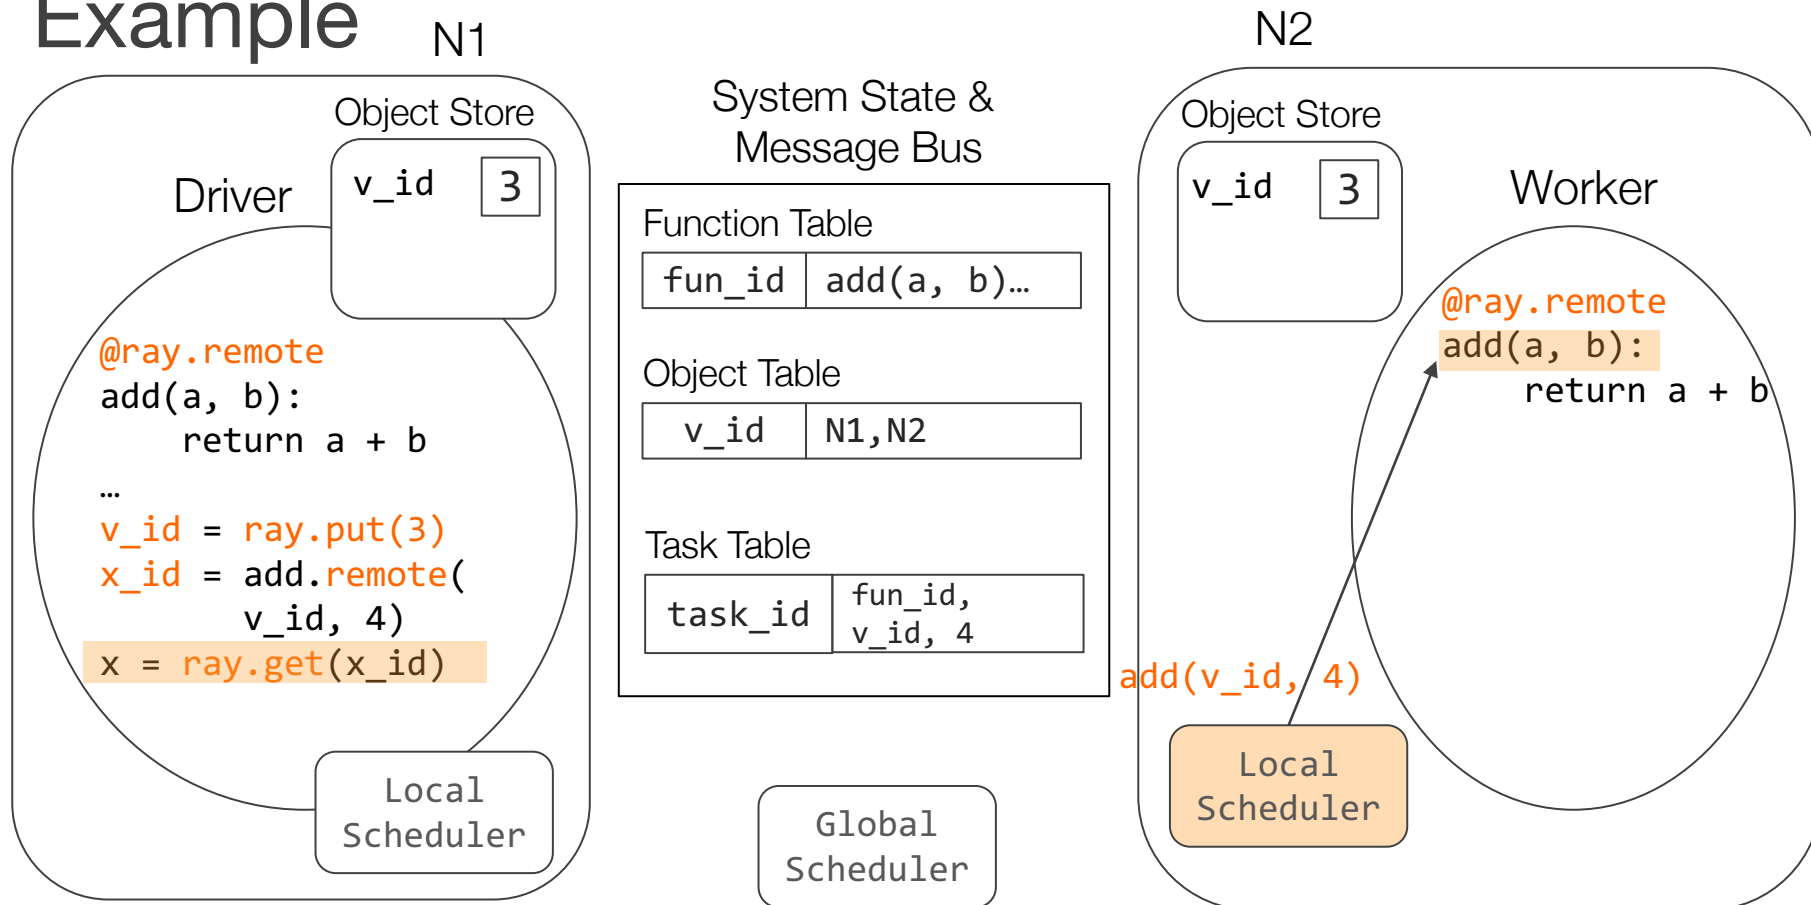 Example
N1
Object Store
v_id 3
Driver
@ray.remote
add(a, b):
return a + b
…
v_id = ray.put(3)
x_id = add.remote(
v_id, 4)
x = ray.get(x_id)
Local
Scheduler
System State &
Message Bus
Function Table
fun_id add(a, b)…
Object Table
v_id N1,N2
Task Table
task_id fun_id,
v_id, 4
Global
Scheduler
N2
Object Store
v_id 3
Worker
@ray.remote
add(a, b):
return a + b
add(v_id, 4)
Local
Scheduler